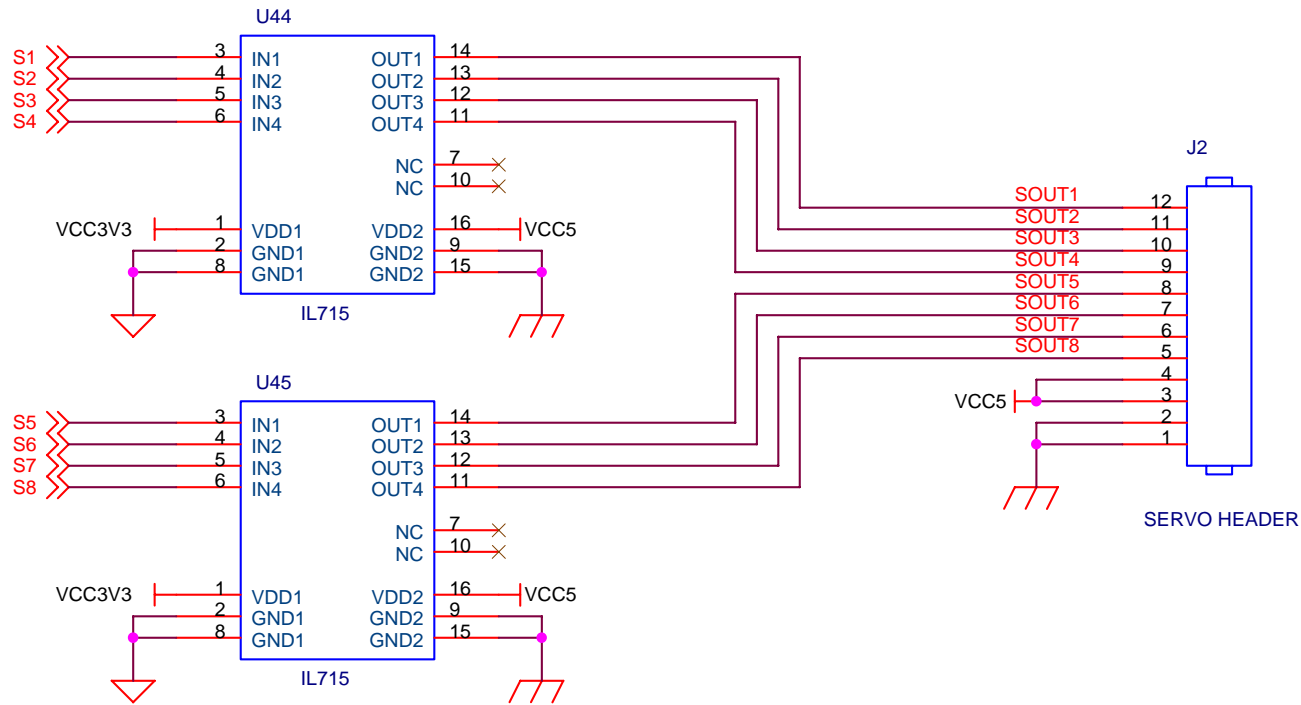 U44
S1 3 IN1 OUT1 14
S2 4 IN2 OUT2 13
S3 5 IN3 OUT3 12
S4 6 IN4 OUT4 11
NC 7
NC 10
VCC3V3 1 VDD1 VDD2 16 VCC5
2 GND1 GND2 9
8 GND1 GND2 15
IL715
J2
SOUT1 12
SOUT2 11
SOUT3 10
SOUT4 9
SOUT5 8
SOUT6 7
SOUT7 6
SOUT8 5
4
VCC5 3
2
1
SERVO HEADER
U45
S5 3 IN1 OUT1 14
S6 4 IN2 OUT2 13
S7 5 IN3 OUT3 12
S8 6 IN4 OUT4 11
NC 7
NC 10
VCC3V3 1 VDD1 VDD2 16 VCC5
2 GND1 GND2 9
8 GND1 GND2 15
IL715